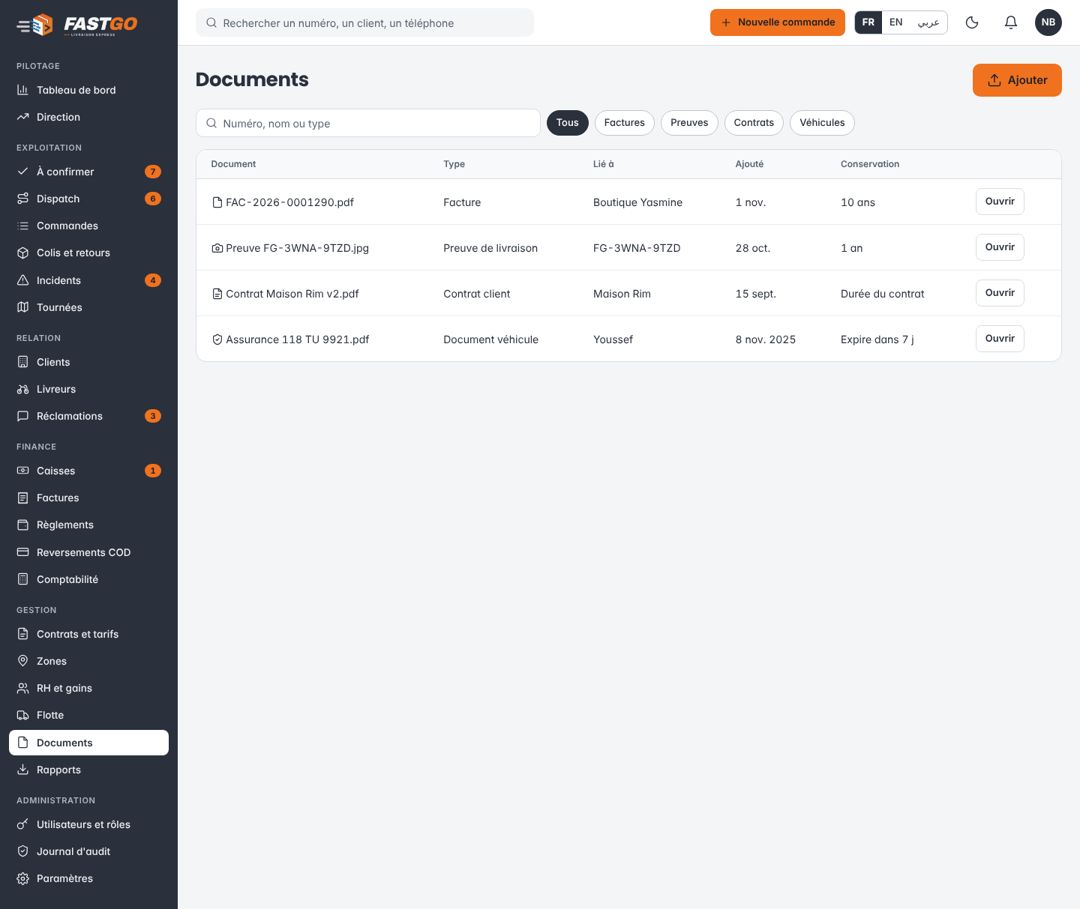 FASTGO
LIVRAISON EXPRESS
Rechercher un numéro, un client, un téléphone
+ Nouvelle commande
FR EN عربي
NB
PILOTAGE
Tableau de bord
Direction
EXPLOITATION
À confirmer 7
Dispatch 6
Commandes
Colis et retours
Incidents 4
Tournées
RELATION
Clients
Livreurs
Réclamations 3
FINANCE
Caisses 1
Factures
Règlements
Reversements COD
Comptabilité
GESTION
Contrats et tarifs
Zones
RH et gains
Flotte
Documents
Rapports
ADMINISTRATION
Utilisateurs et rôles
Journal d'audit
Paramètres
Documents
Ajouter
Numéro, nom ou type
Tous Factures Preuves Contrats Véhicules
Document Type Lié à Ajouté Conservation
FAC-2026-0001290.pdf Facture Boutique Yasmine 1 nov. 10 ans Ouvrir
Preuve FG-3WNA-9TZD.jpg Preuve de livraison FG-3WNA-9TZD 28 oct. 1 an Ouvrir
Contrat Maison Rim v2.pdf Contrat client Maison Rim 15 sept. Durée du contrat Ouvrir
Assurance 118 TU 9921.pdf Document véhicule Youssef 8 nov. 2025 Expire dans 7 j Ouvrir